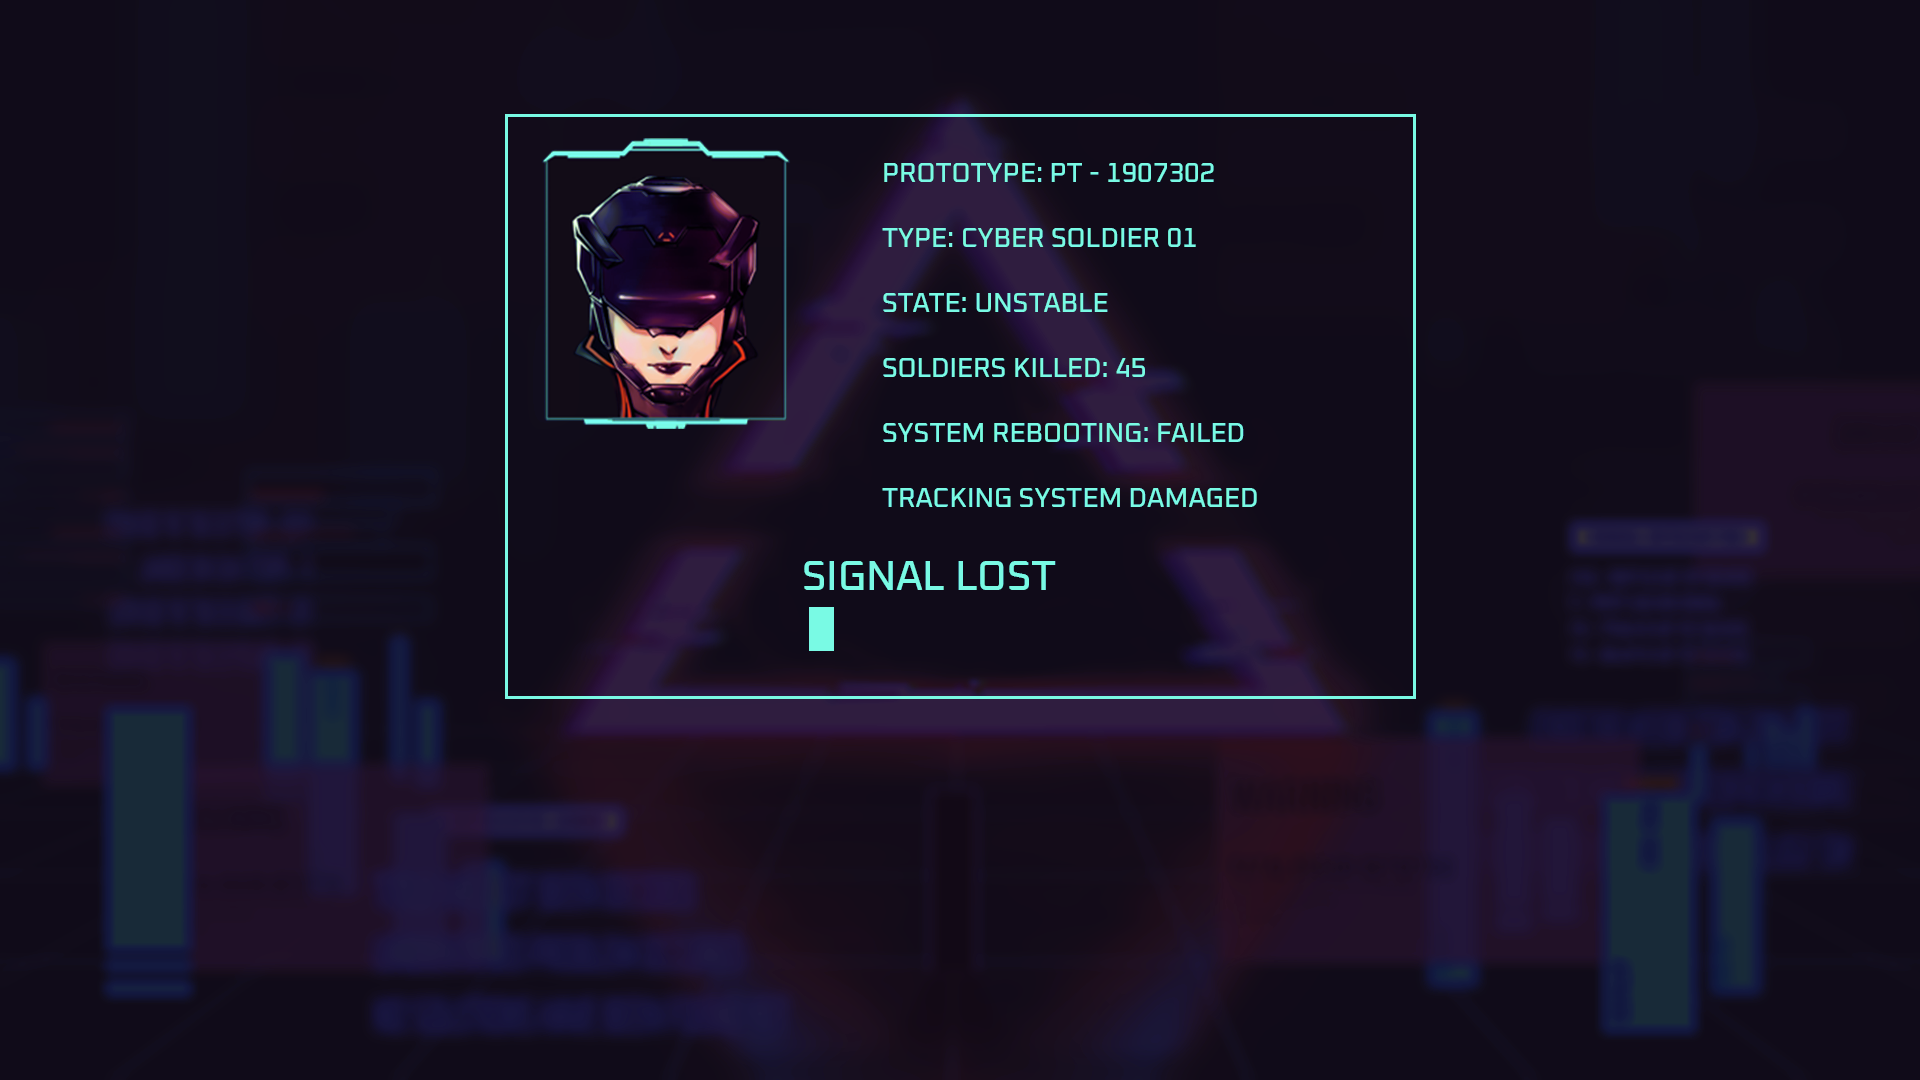 PROTOTYPE: PT - 1907302
TYPE: CYBER SOLDIER 01
STATE: UNSTABLE
SOLDIERS KILLED: 45
SYSTEM REBOOTING: FAILED
TRACKING SYSTEM DAMAGED
SIGNAL LOST